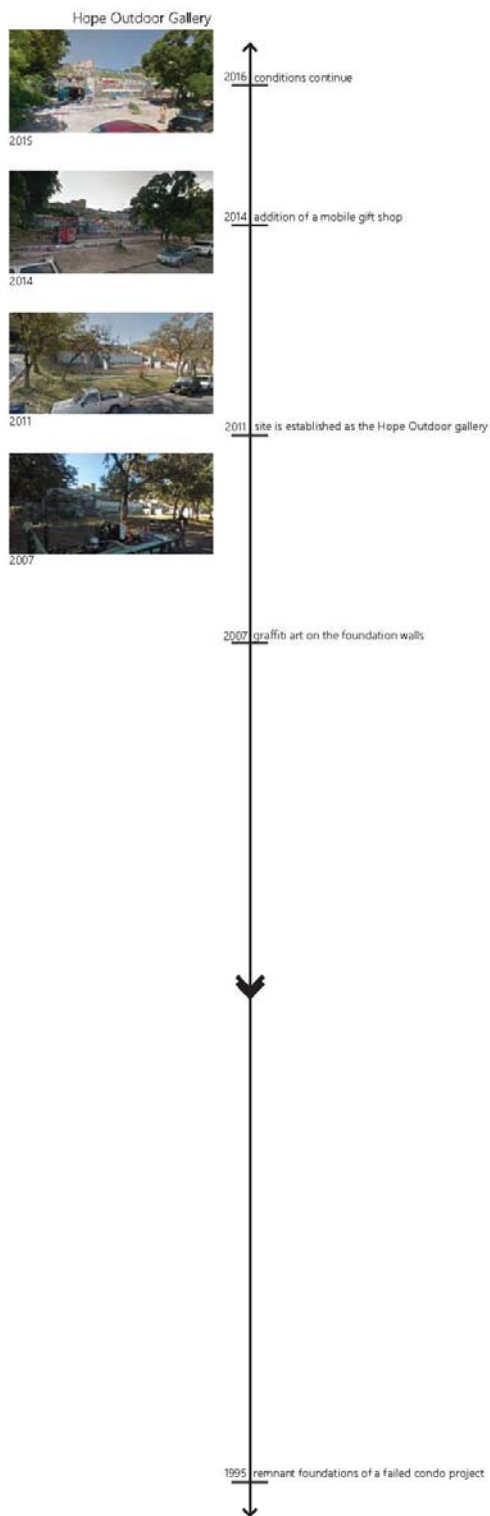 Hope Outdoor Gallery
2016 conditions continue
2015
2014 addition of a mobile gift shop
2014
2011
2011 site is established as the Hope Outdoor gallery
2007
2007 graffiti art on the foundation walls
1995 remnant foundations of a failed condo project